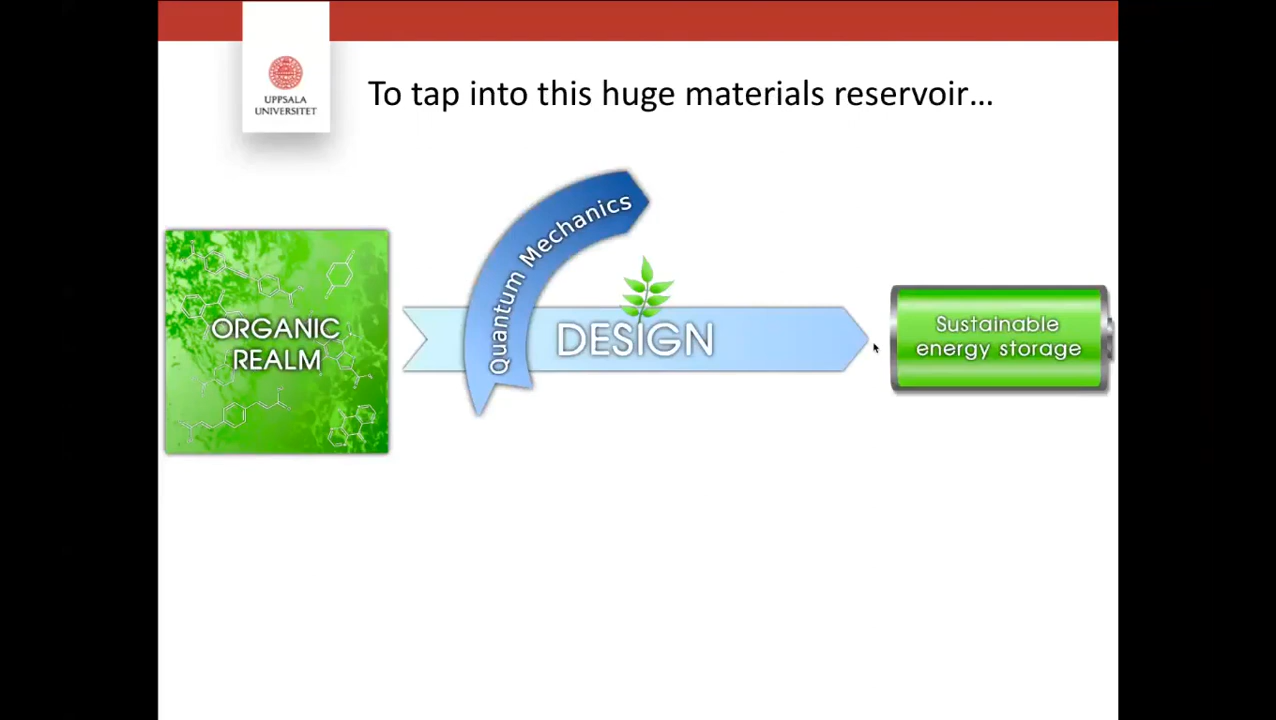 UPPSALA
UNIVERSITET
To tap into this huge materials reservoir...
Quantum Mechanics
ORGANIC
REALM
DESIGN
Sustainable
energy storage